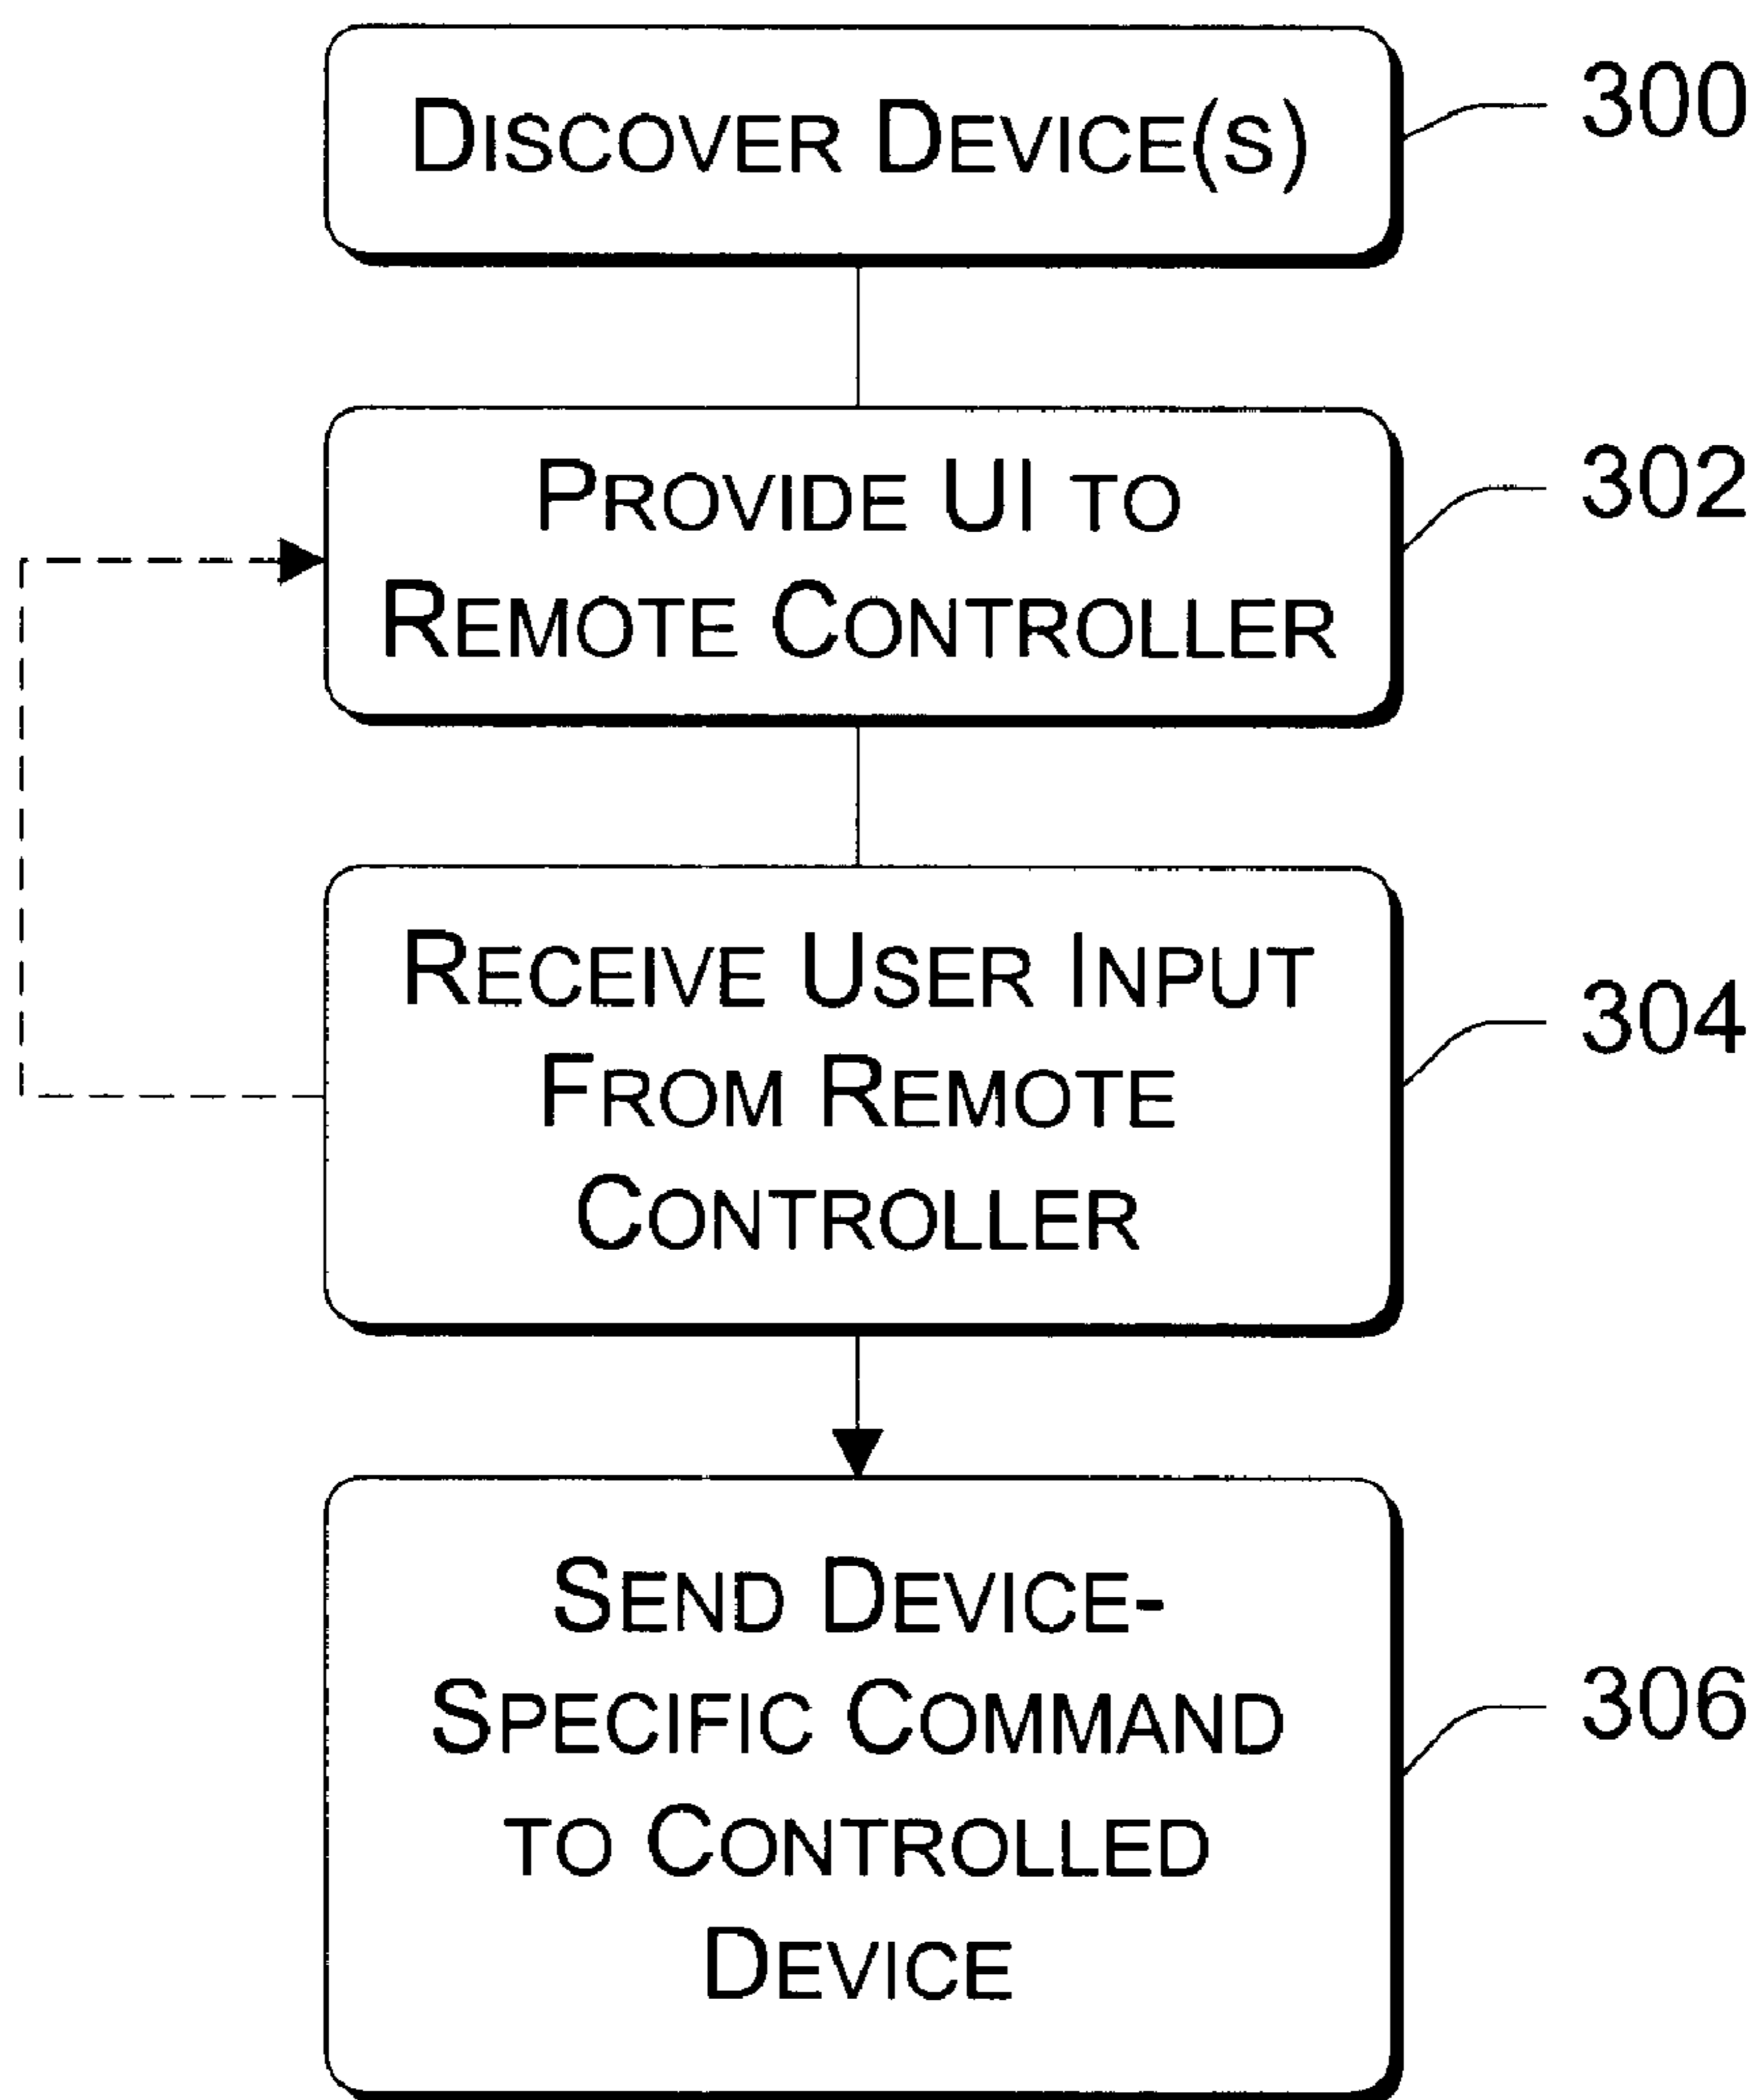 DISCOVER DEVICE(S)
300
PROVIDE UI TO
REMOTE CONTROLLER
302
RECEIVE USER INPUT
FROM REMOTE
CONTROLLER
304
SEND DEVICE-
SPECIFIC COMMAND
TO CONTROLLED
DEVICE
306